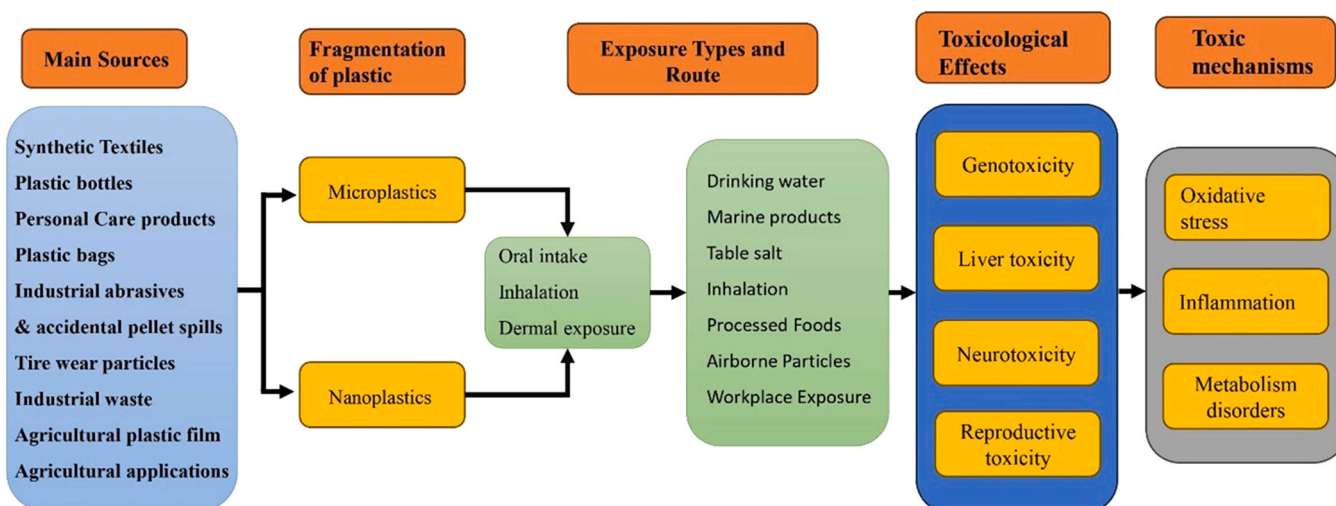 Main Sources
Synthetic Textiles
Plastic bottles
Personal Care products
Plastic bags
Industrial abrasives
& accidental pellet spills
Tire wear particles
Industrial waste
Agricultural plastic film
Agricultural applications
Fragmentation
of plastic
Microplastics
Nanoplastics
Exposure Types and
Route
Oral intake
Inhalation
Dermal exposure
Drinking water
Marine products
Table salt
Inhalation
Processed Foods
Airborne Particles
Workplace Exposure
Toxicological
Effects
Genotoxicity
Liver toxicity
Neurotoxicity
Reproductive
toxicity
Toxic
mechanisms
Oxidative
stress
Inflammation
Metabolism
disorders